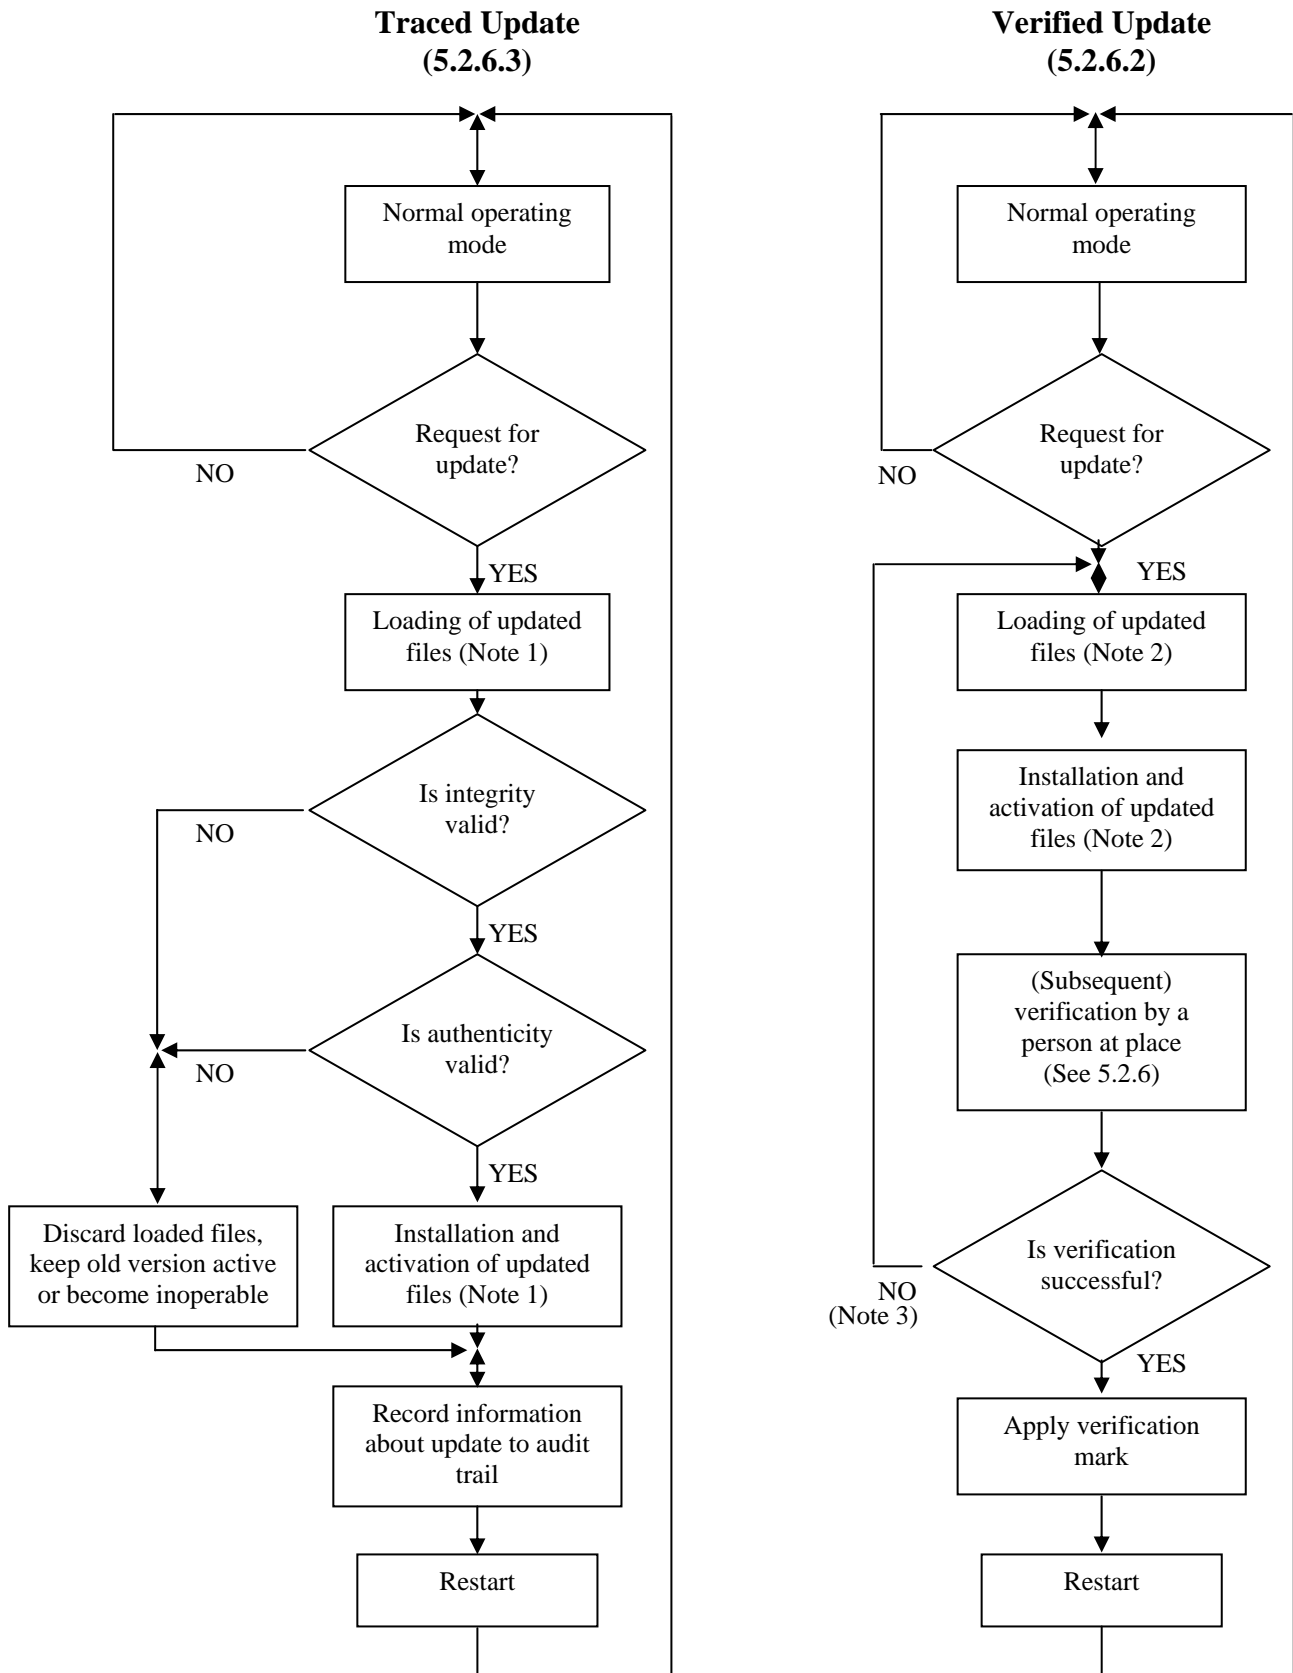 Traced Update
(5.2.6.3)
Normal operating
mode
Request for
update?
NO
YES
Loading of updated
files (Note 1)
Is integrity
valid?
NO
YES
Is authenticity
valid?
NO
YES
Discard loaded files,
keep old version active
or become inoperable
Installation and
activation of updated
files (Note 1)
Record information
about update to audit
trail
Restart
Verified Update
(5.2.6.2)
Normal operating
mode
Request for
update?
NO
YES
Loading of updated
files (Note 2)
Installation and
activation of updated
files (Note 2)
(Subsequent)
verification by a
person at place
(See 5.2.6)
Is verification
successful?
NO
(Note 3)
YES
Apply verification
mark
Restart